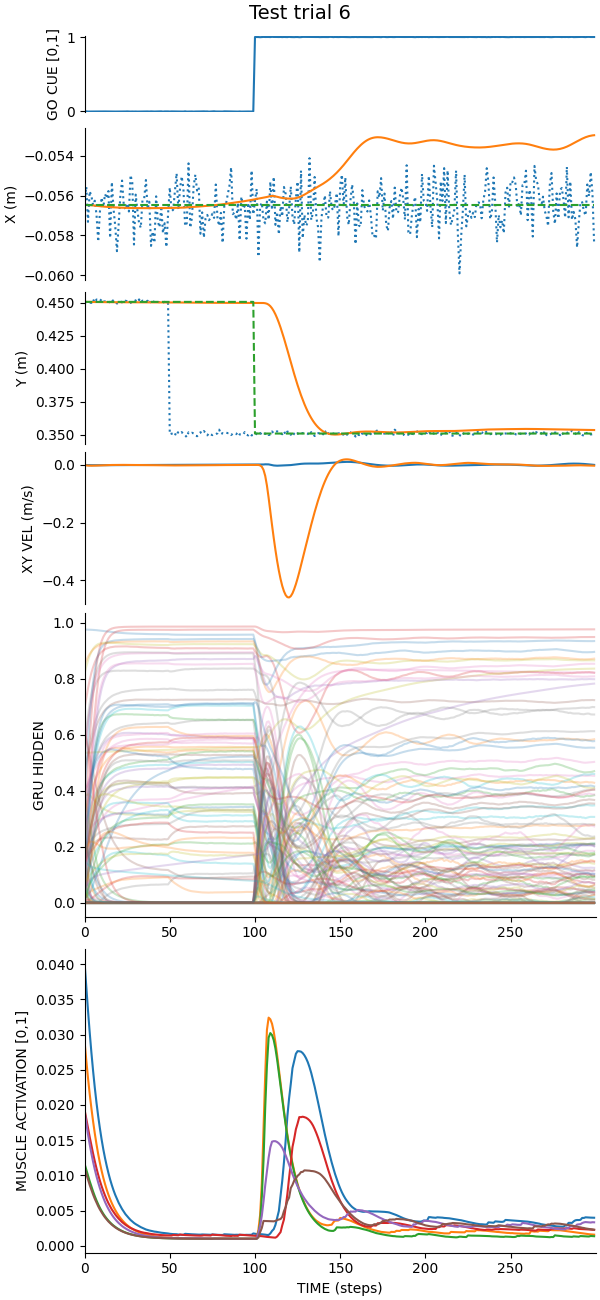 Test trial 6
GO CUE [0,1]
1
0
X (m)
−0.054
−0.056
−0.058
−0.060
Y (m)
0.450
0.425
0.400
0.375
0.350
XY VEL (m/s)
0.0
−0.2
−0.4
GRU HIDDEN
1.0
0.8
0.6
0.4
0.2
0.0
0 50 100 150 200 250
MUSCLE ACTIVATION [0,1]
0.040
0.035
0.030
0.025
0.020
0.015
0.010
0.005
0.000
0 50 100 150 200 250
TIME (steps)